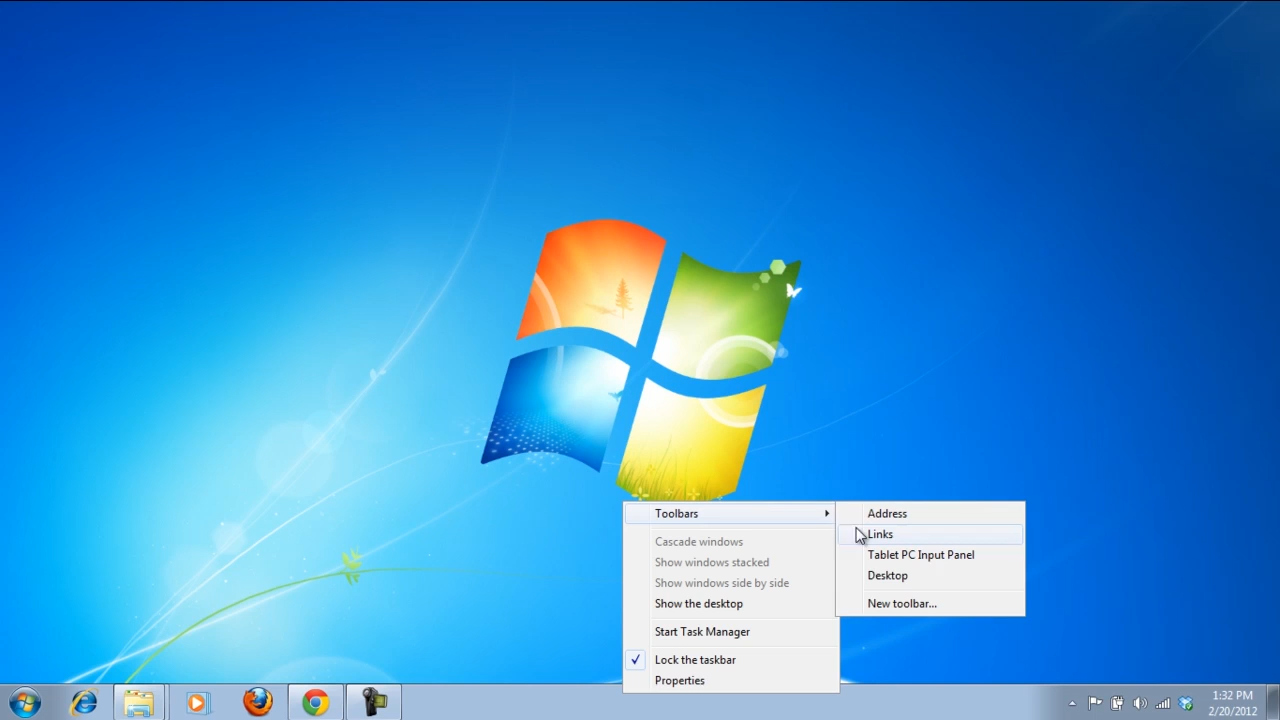 Toolbars
Cascade windows
Show windows stacked
Show windows side by side
Show the desktop
Start Task Manager
Lock the taskbar
Properties
Address
Links
Tablet PC Input Panel
Desktop
New toolbar...
1:32 PM
2/20/2012